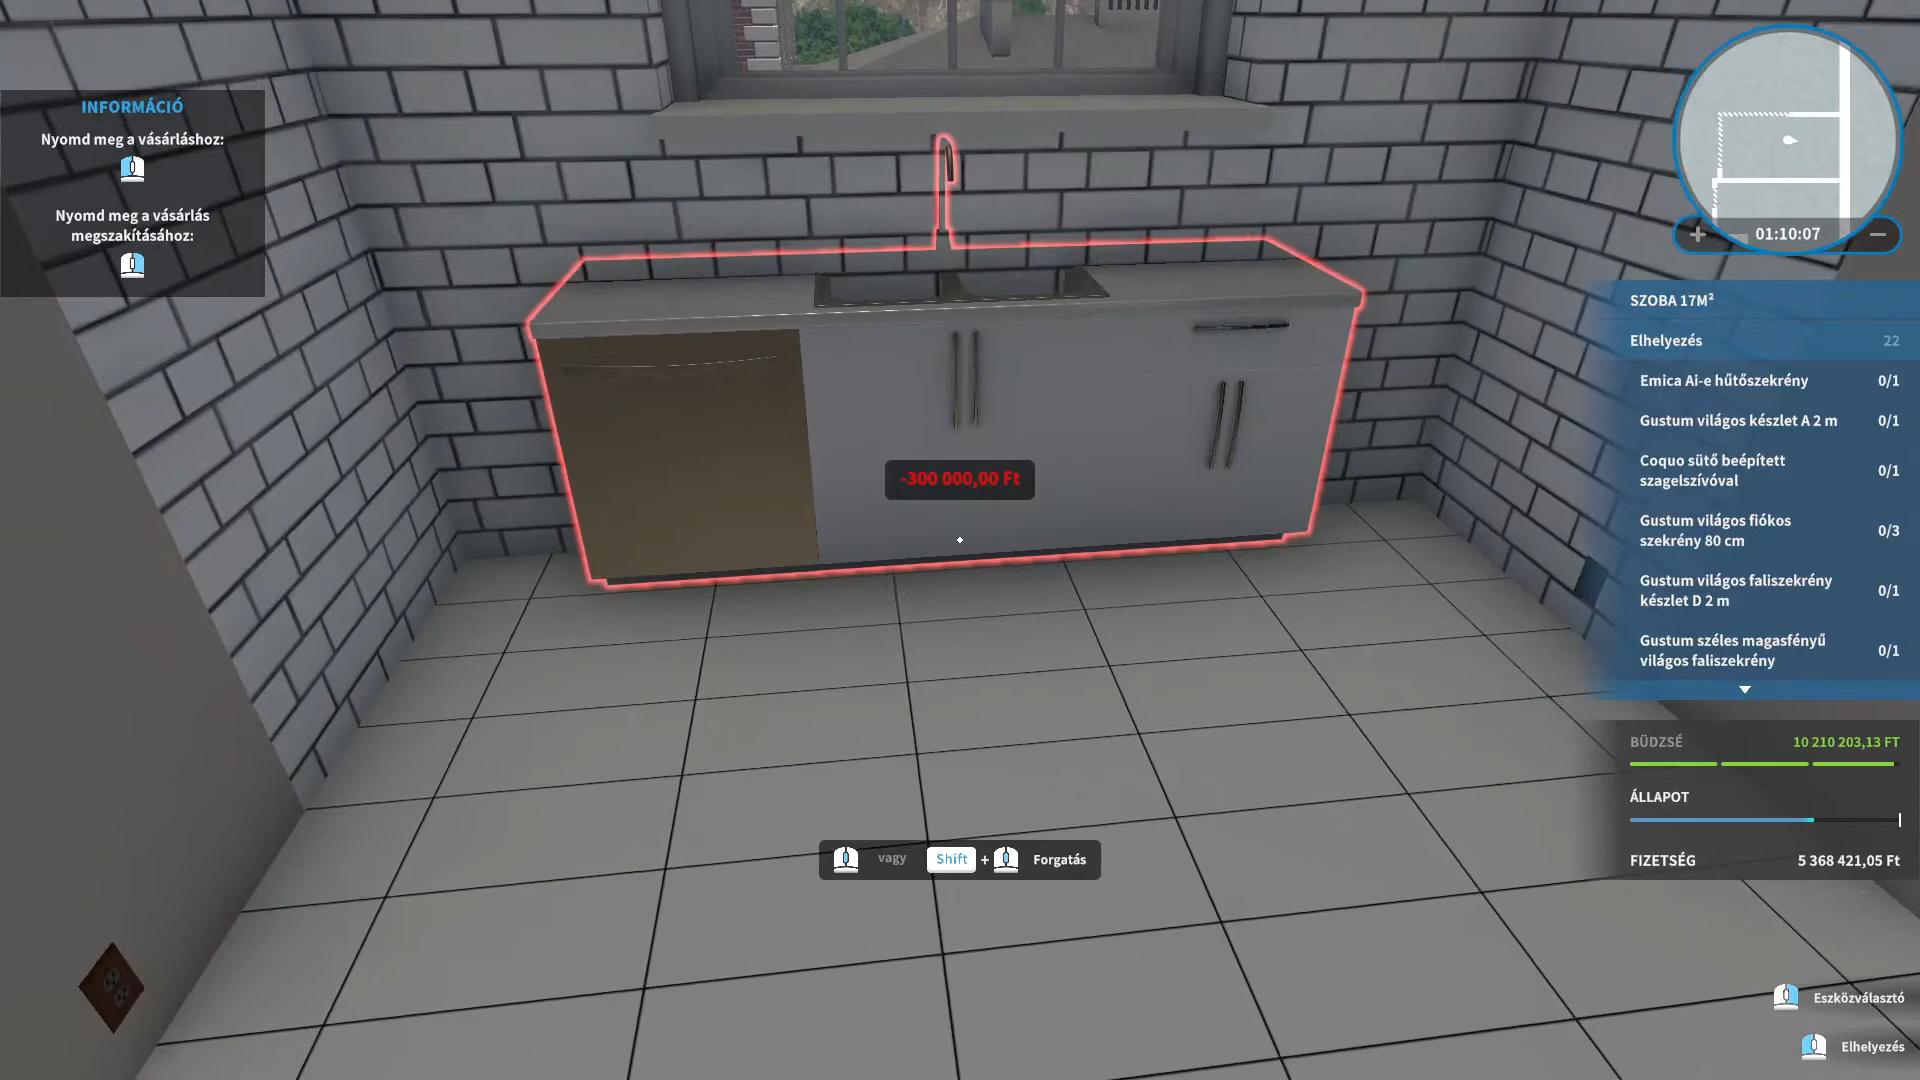 INFORMÁCIÓ
Nyomd meg a vásárláshoz:
Nyomd meg a vásárlás
megszakításához:
01:10:07
SZOBA 17M²
Elhelyezés 22
Emica Ai-e hűtőszekrény 0/1
Gustum világos készlet A 2 m 0/1
Coquo sütő beépített
szagelszívóval 0/1
Gustum világos fiókos
szekrény 80 cm 0/3
Gustum világos faliszekrény
készlet D 2 m 0/1
Gustum széles magasfényű
világos faliszekrény 0/1
-300 000,00 Ft
BÜDZSÉ 10 210 203,13 FT
ÁLLAPOT
FIZETSÉG 5 368 421,05 Ft
vagy Shift + Forgatás
Eszközválasztó
Elhelyezés